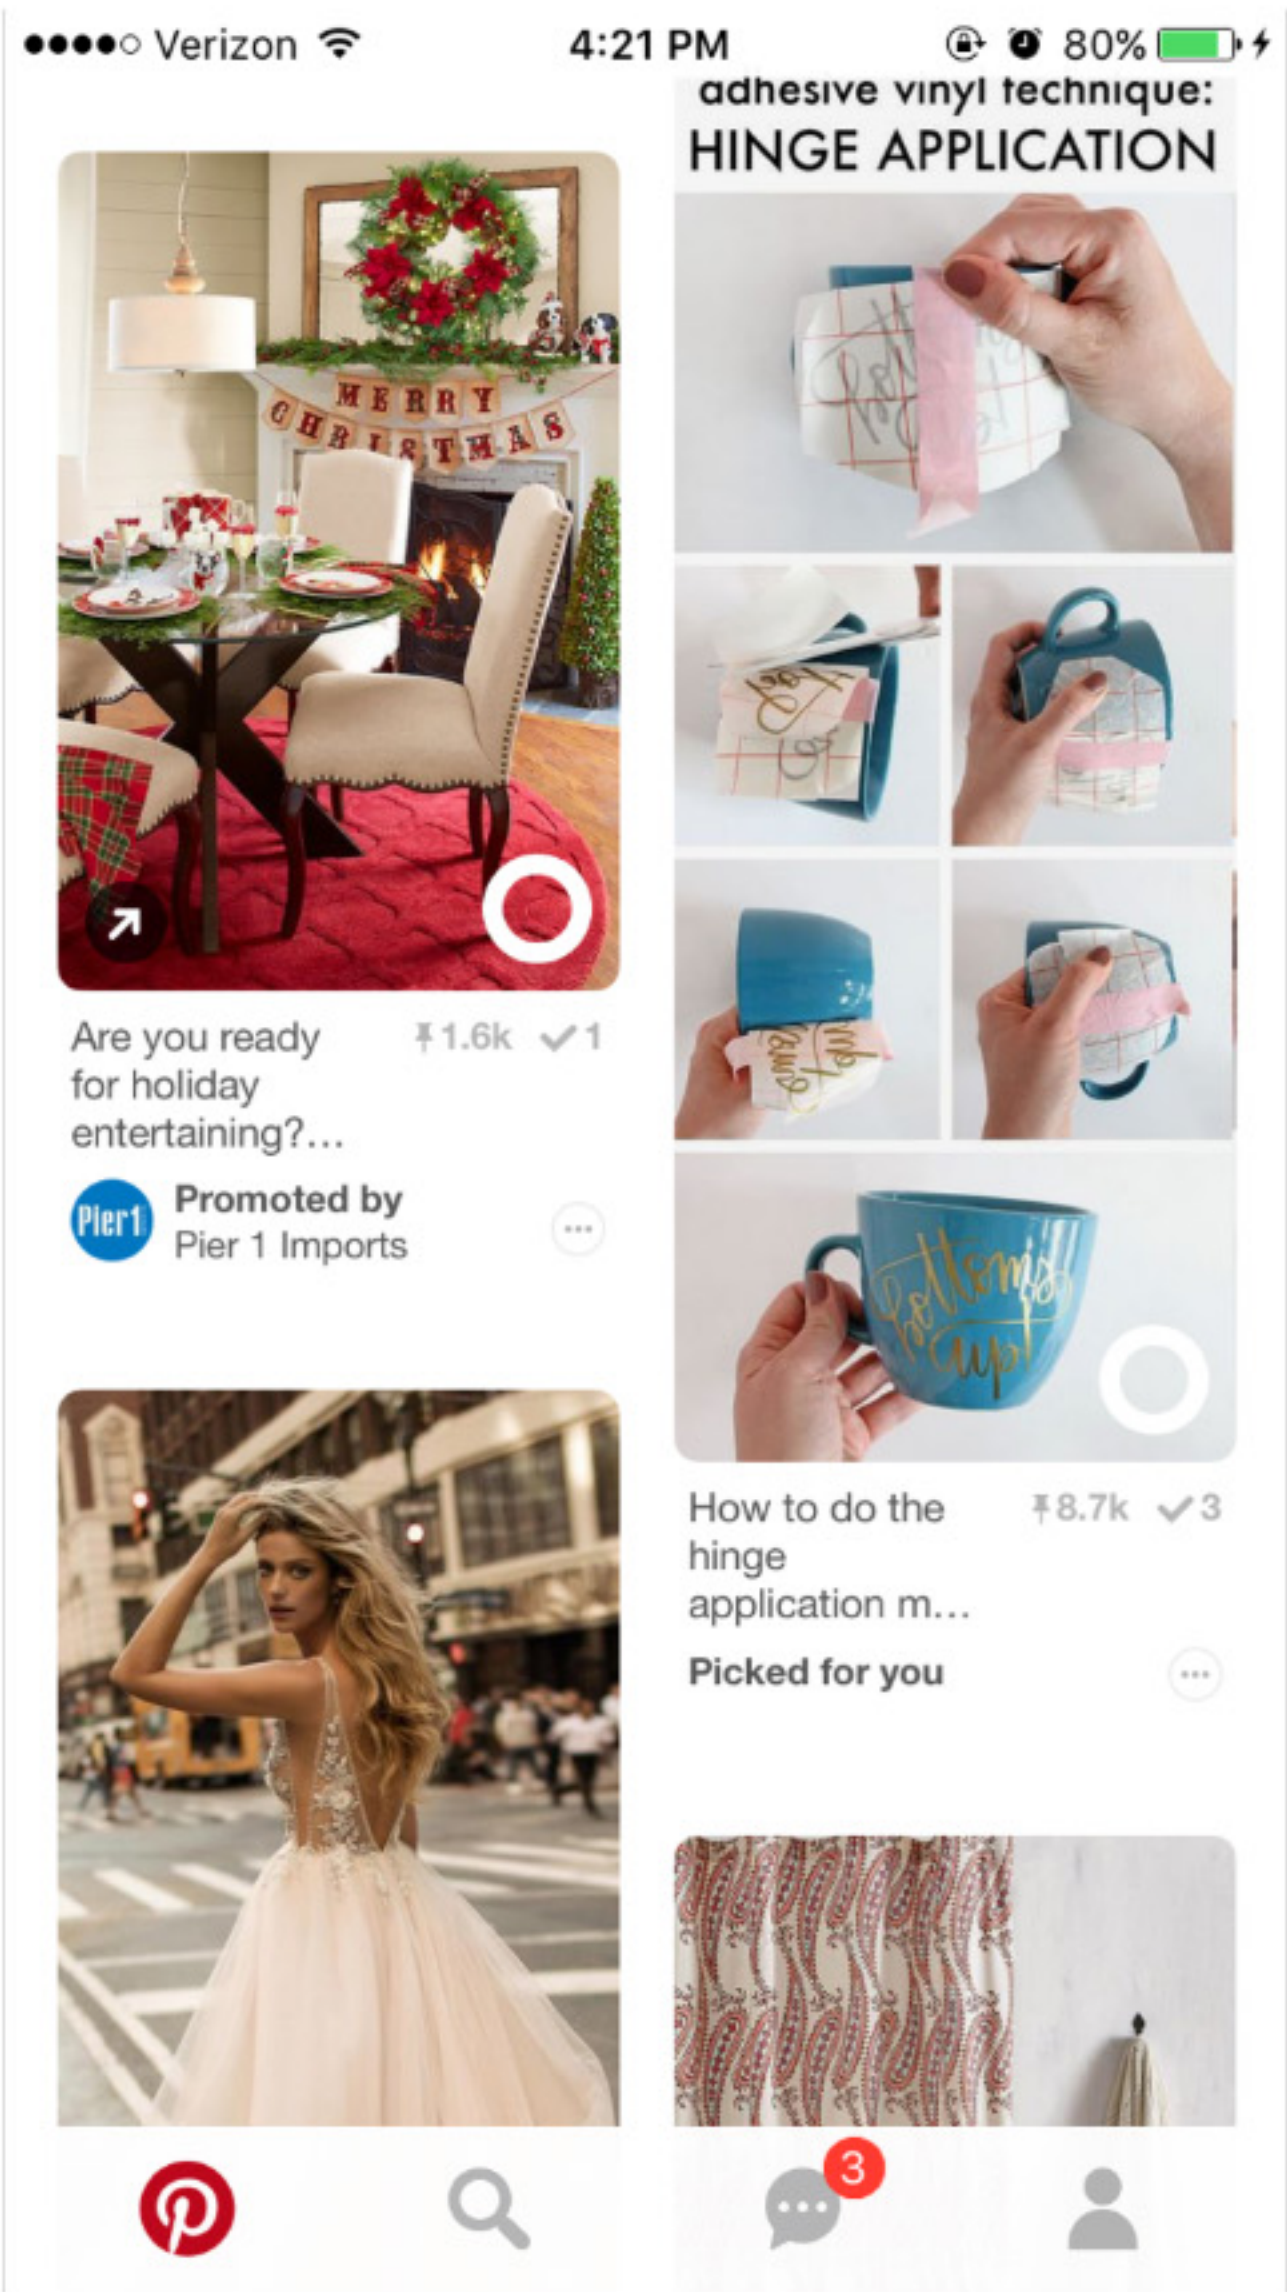 Verizon
4:21 PM
80%
MERRY
CHRISTMAS
Are you ready
for holiday
entertaining?...
1.6k
1
Pier1
Promoted by
Pier 1 Imports
adhesive vinyl technique:
HINGE APPLICATION
bottoms
up!
How to do the
hinge
application m...
8.7k
3
Picked for you
3